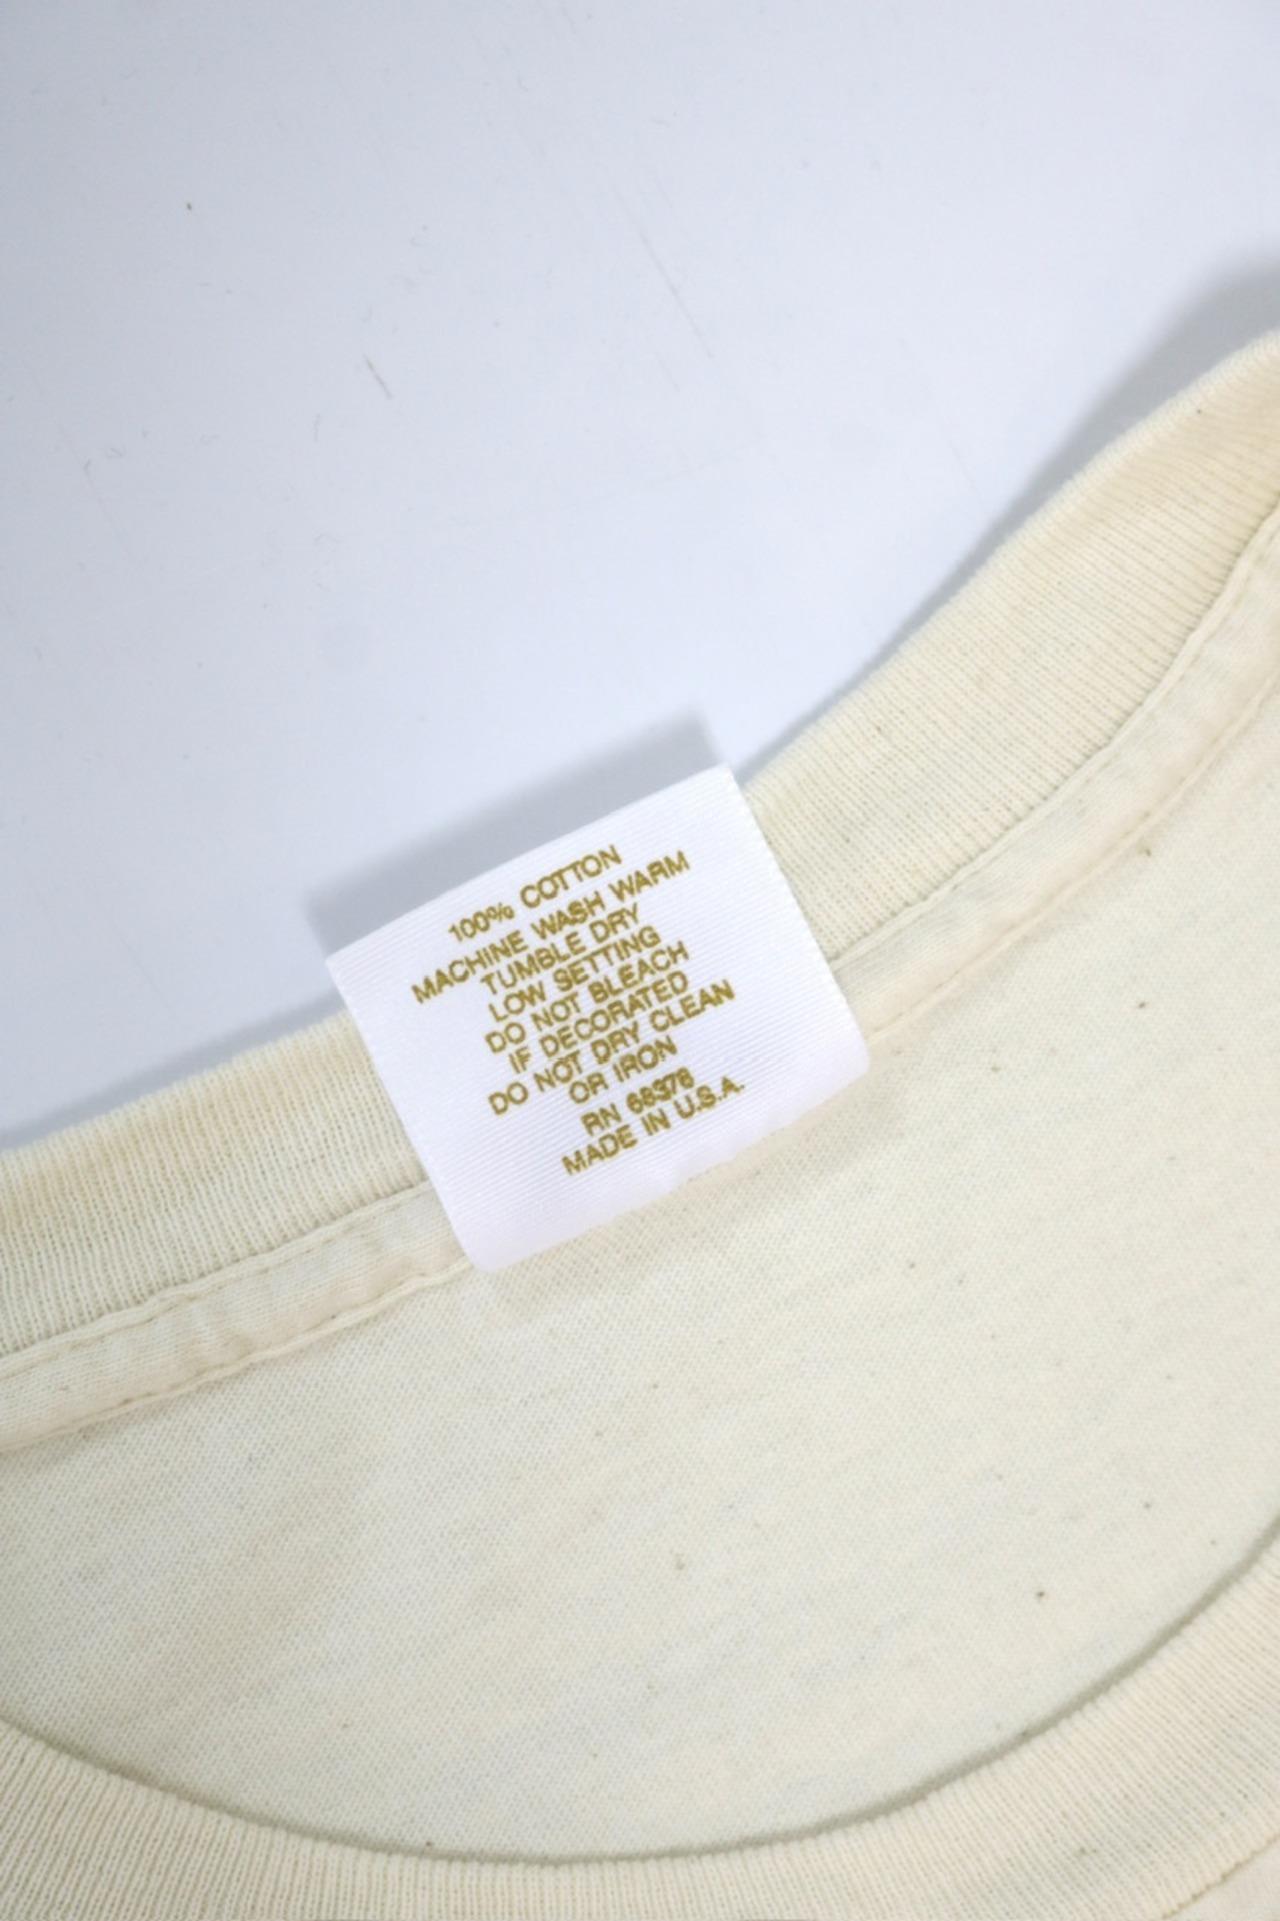 100% COTTON
MACHINE WASH WARM
TUMBLE DRY
LOW SETTING
DO NOT BLEACH
IF DECORATED
DO NOT DRY CLEAN
OR IRON
RN 68378
MADE IN U.S.A.